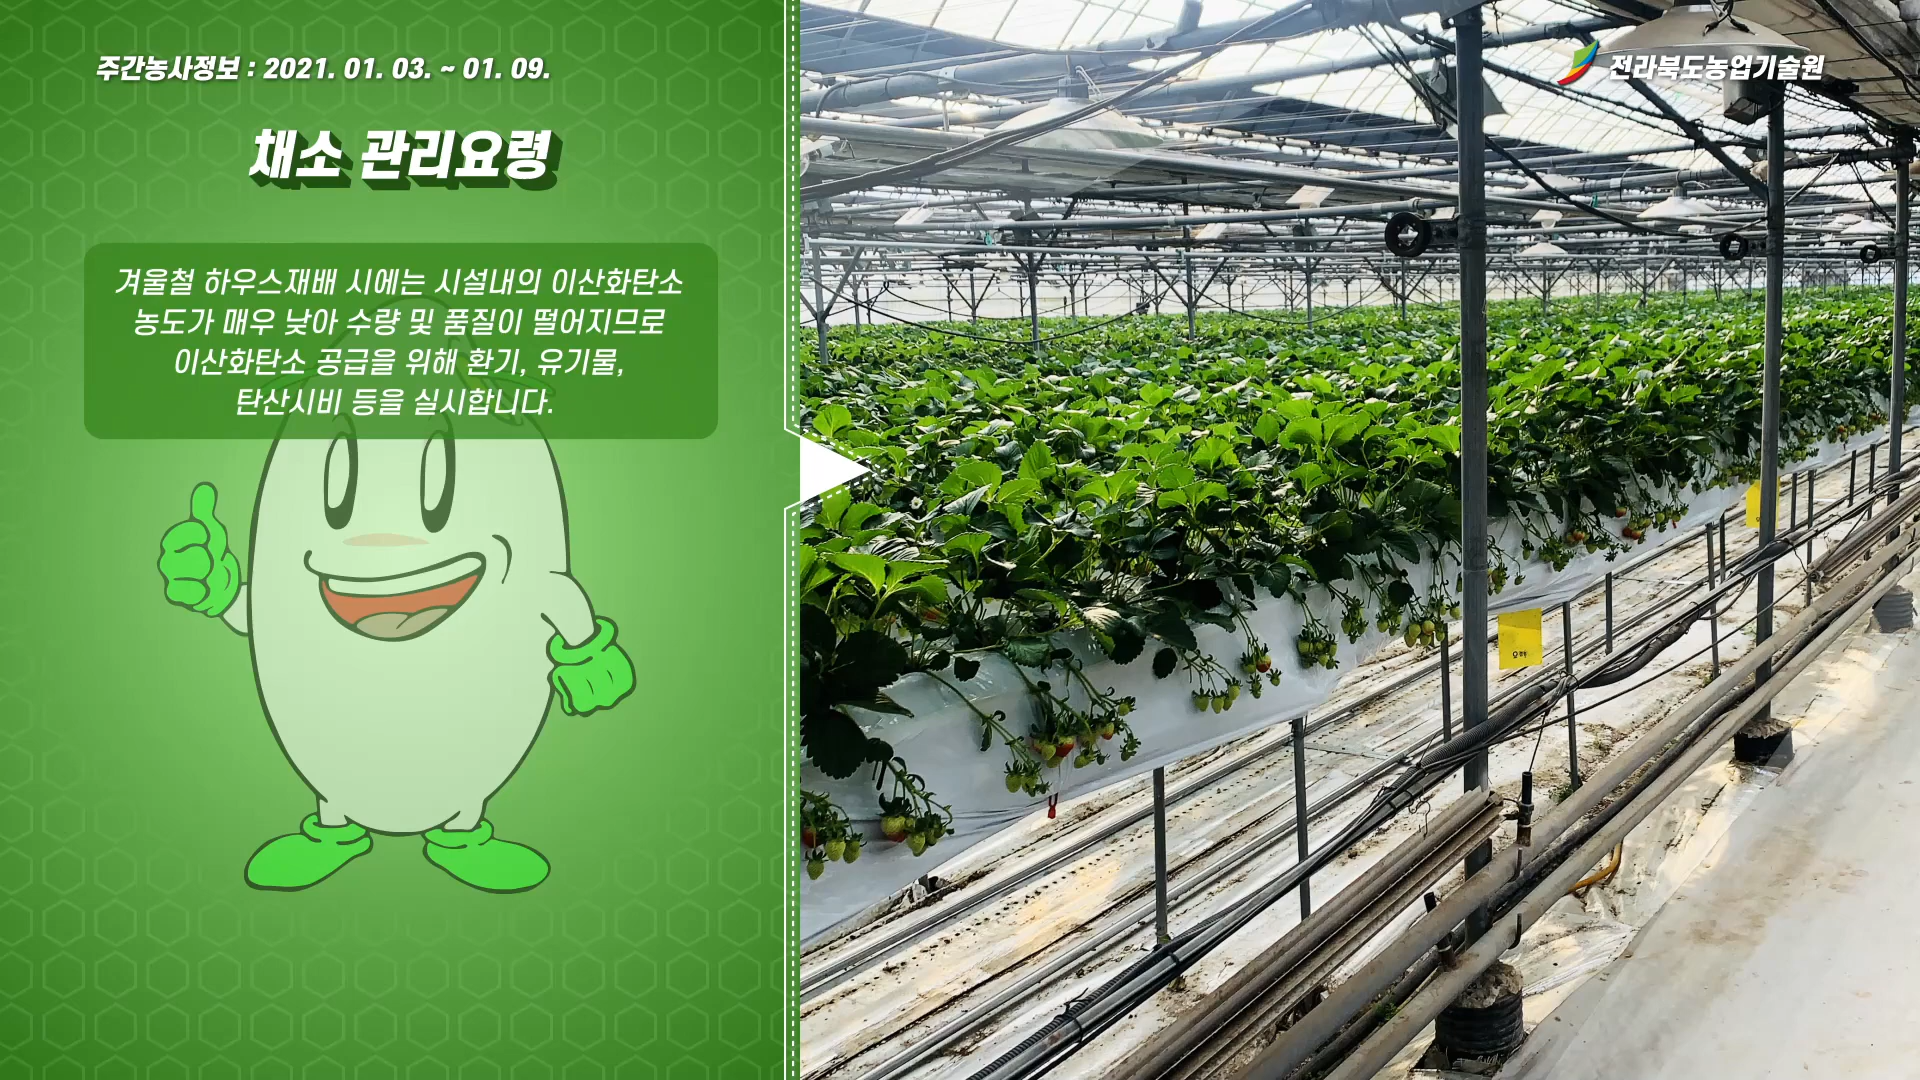 주간농사정보 : 2021. 01. 03. ~ 01. 09.
전라북도농업기술원
채소 관리요령
겨울철 하우스재배 시에는 시설내의 이산화탄소
농도가 매우 낮아 수량 및 품질이 떨어지므로
이산화탄소 공급을 위해 환기, 유기물,
탄산시비 등을 실시합니다.